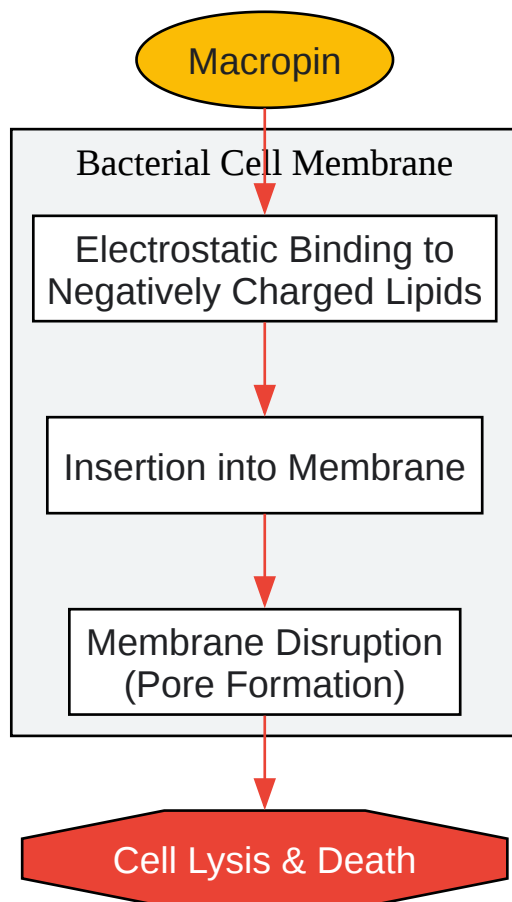 Macropin
Bacterial Cell Membrane
Electrostatic Binding to
Negatively Charged Lipids
Insertion into Membrane
Membrane Disruption
(Pore Formation)
Cell Lysis & Death